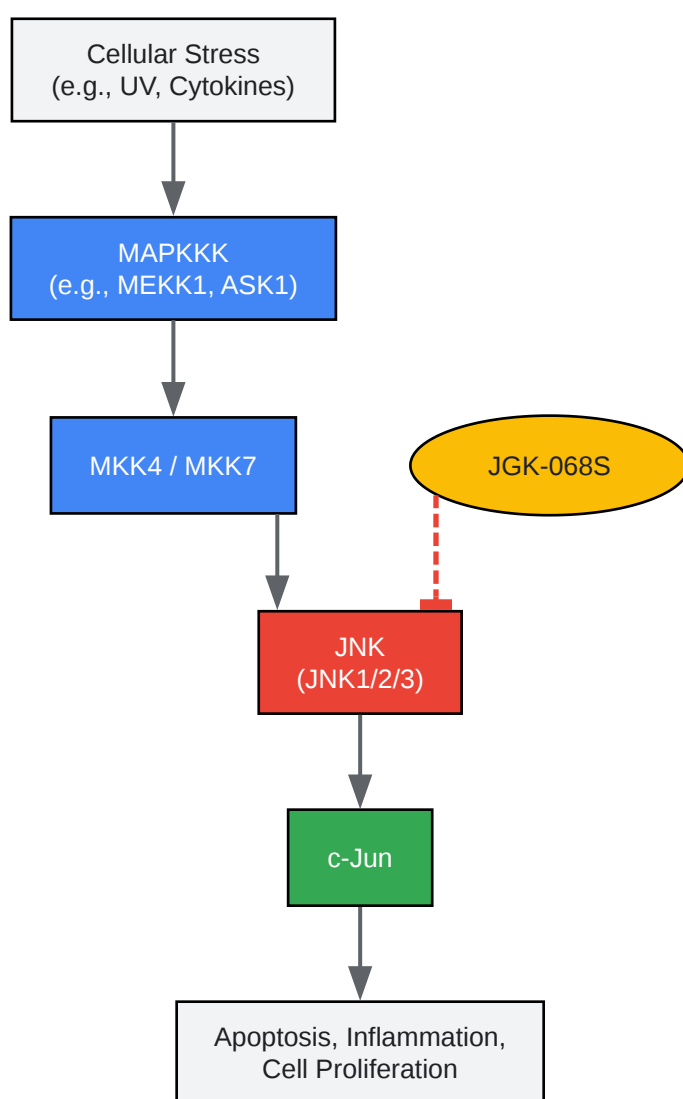 Cellular Stress
(e.g., UV, Cytokines)
MAPKKK
(e.g., MEKK1, ASK1)
MKK4 / MKK7
JGK-068S
JNK
(JNK1/2/3)
c-Jun
Apoptosis, Inflammation,
Cell Proliferation